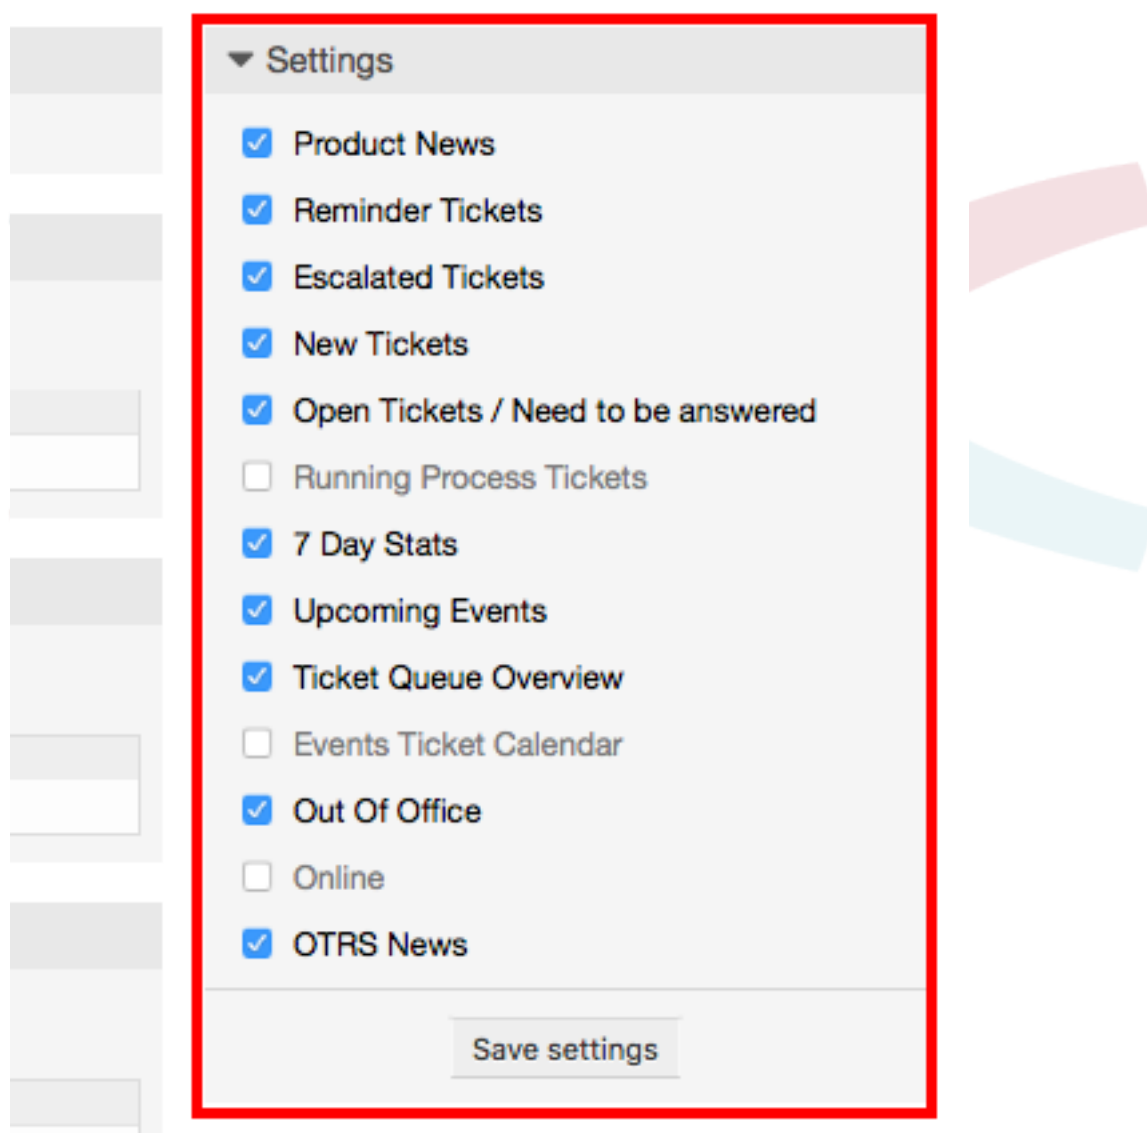 Settings
Product News
Reminder Tickets
Escalated Tickets
New Tickets
Open Tickets / Need to be answered
Running Process Tickets
7 Day Stats
Upcoming Events
Ticket Queue Overview
Events Ticket Calendar
Out Of Office
Online
OTRS News
Save settings